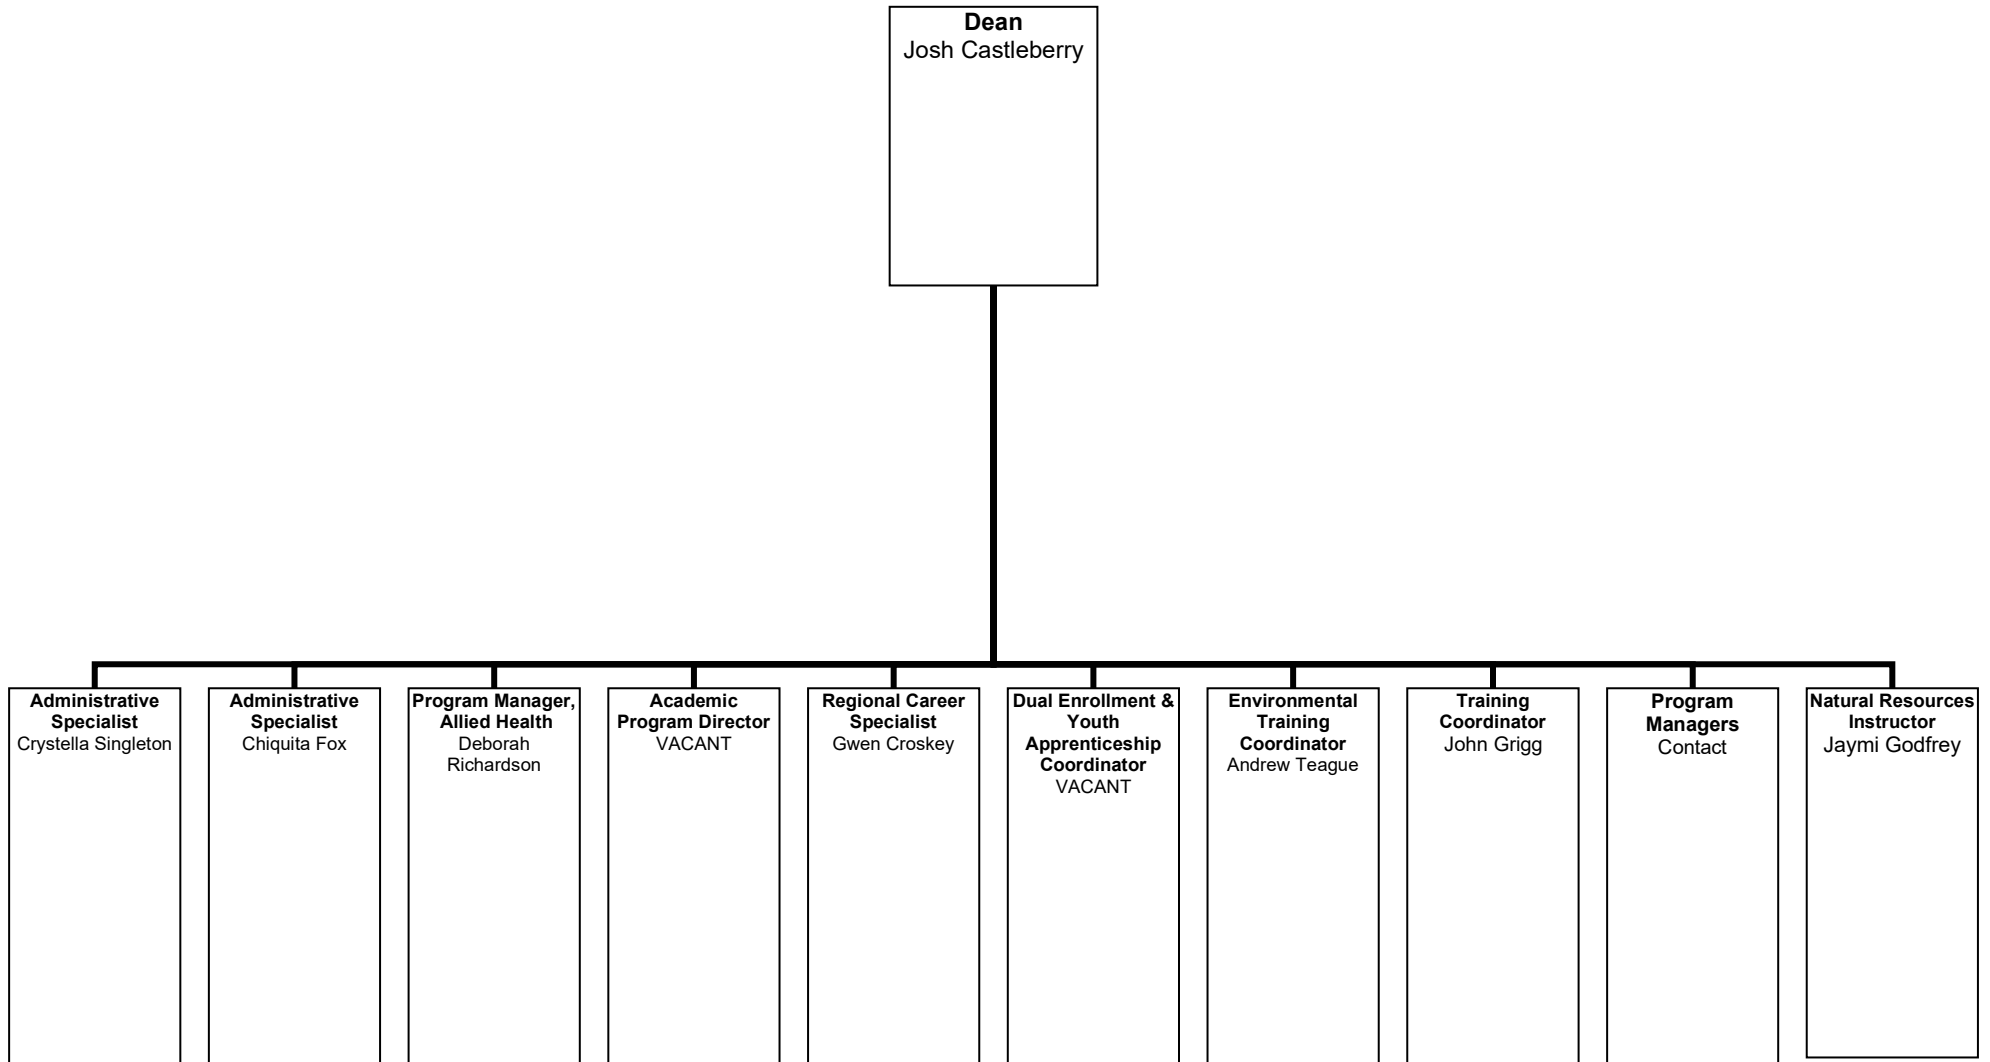 Dean
Josh Castleberry
Administrative
Specialist
Crystella Singleton
Administrative
Specialist
Chiquita Fox
Program Manager,
Allied Health
Deborah
Richardson
Academic
Program Director
VACANT
Regional Career
Specialist
Gwen Croskey
Dual Enrollment &
Youth
Apprenticeship
Coordinator
VACANT
Environmental
Training
Coordinator
Andrew Teague
Training
Coordinator
John Grigg
Program
Managers
Contact
Natural Resources
Instructor
Jaymi Godfrey